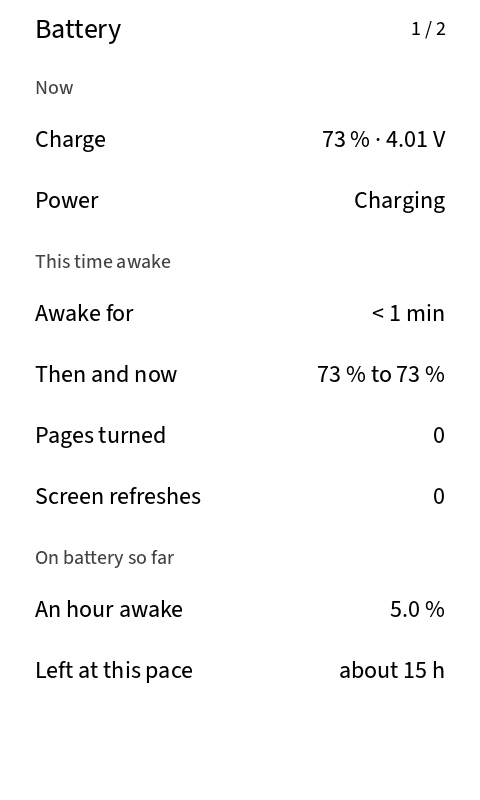 Battery 1 / 2
Now
Charge 73 % · 4.01 V
Power Charging
This time awake
Awake for < 1 min
Then and now 73 % to 73 %
Pages turned 0
Screen refreshes 0
On battery so far
An hour awake 5.0 %
Left at this pace about 15 h